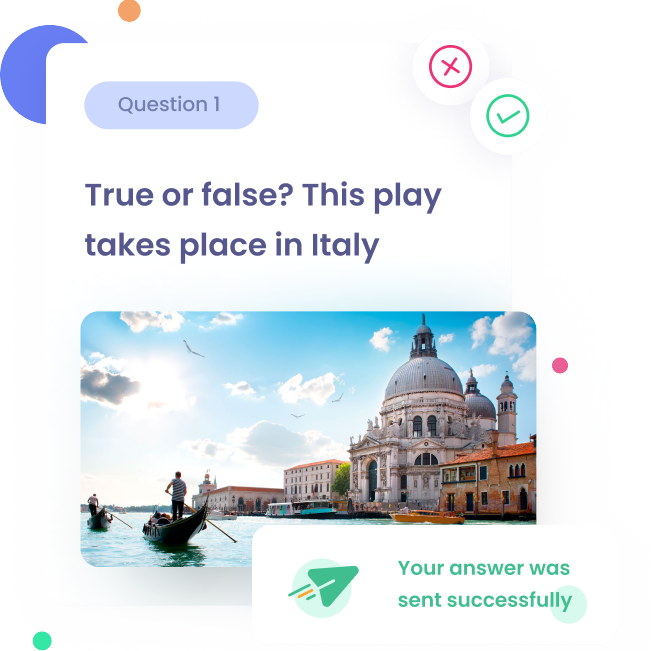 Question 1
True or false? This play
takes place in Italy
Your answer was
sent successfully